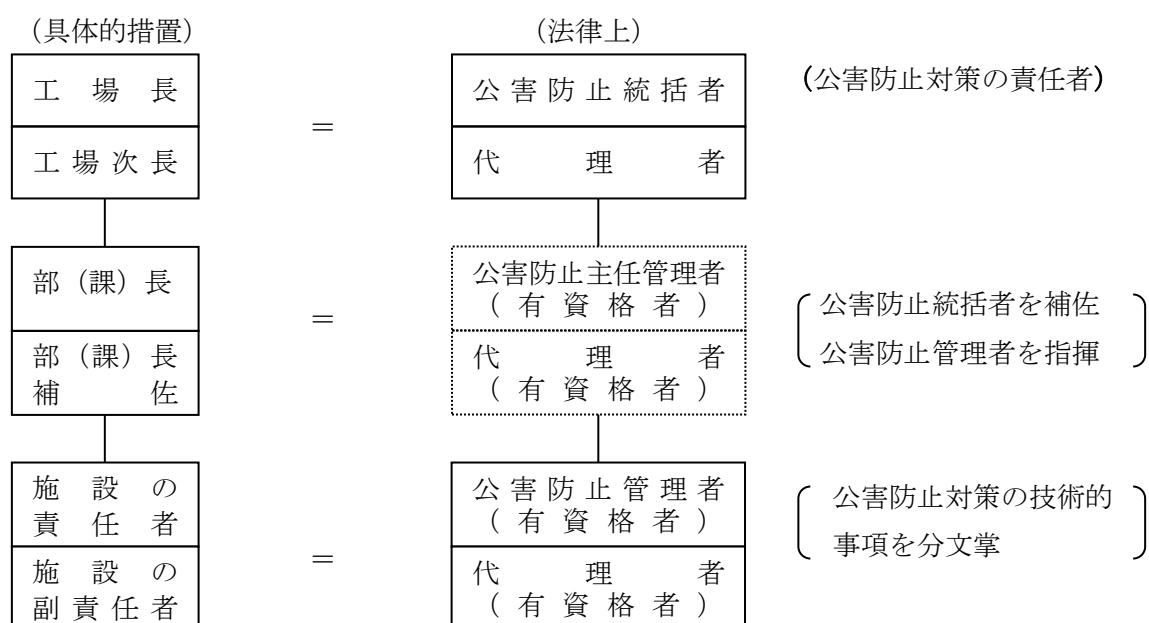 (具体的措置) (法律上)
工場長 公害防止統括者 (公害防止対策の責任者)
=
工場次長 代理者
部(課)長 公害防止主任管理者
(有資格者)
= 公害防止統括者を補佐
部(課)長 代理者 公害防止管理者を指揮
補佐 (有資格者)
施設の 公害防止管理者 公害防止対策の技術的
責任者 (有資格者) 事項を分文掌
=
施設の 代理者
副責任者 (有資格者)